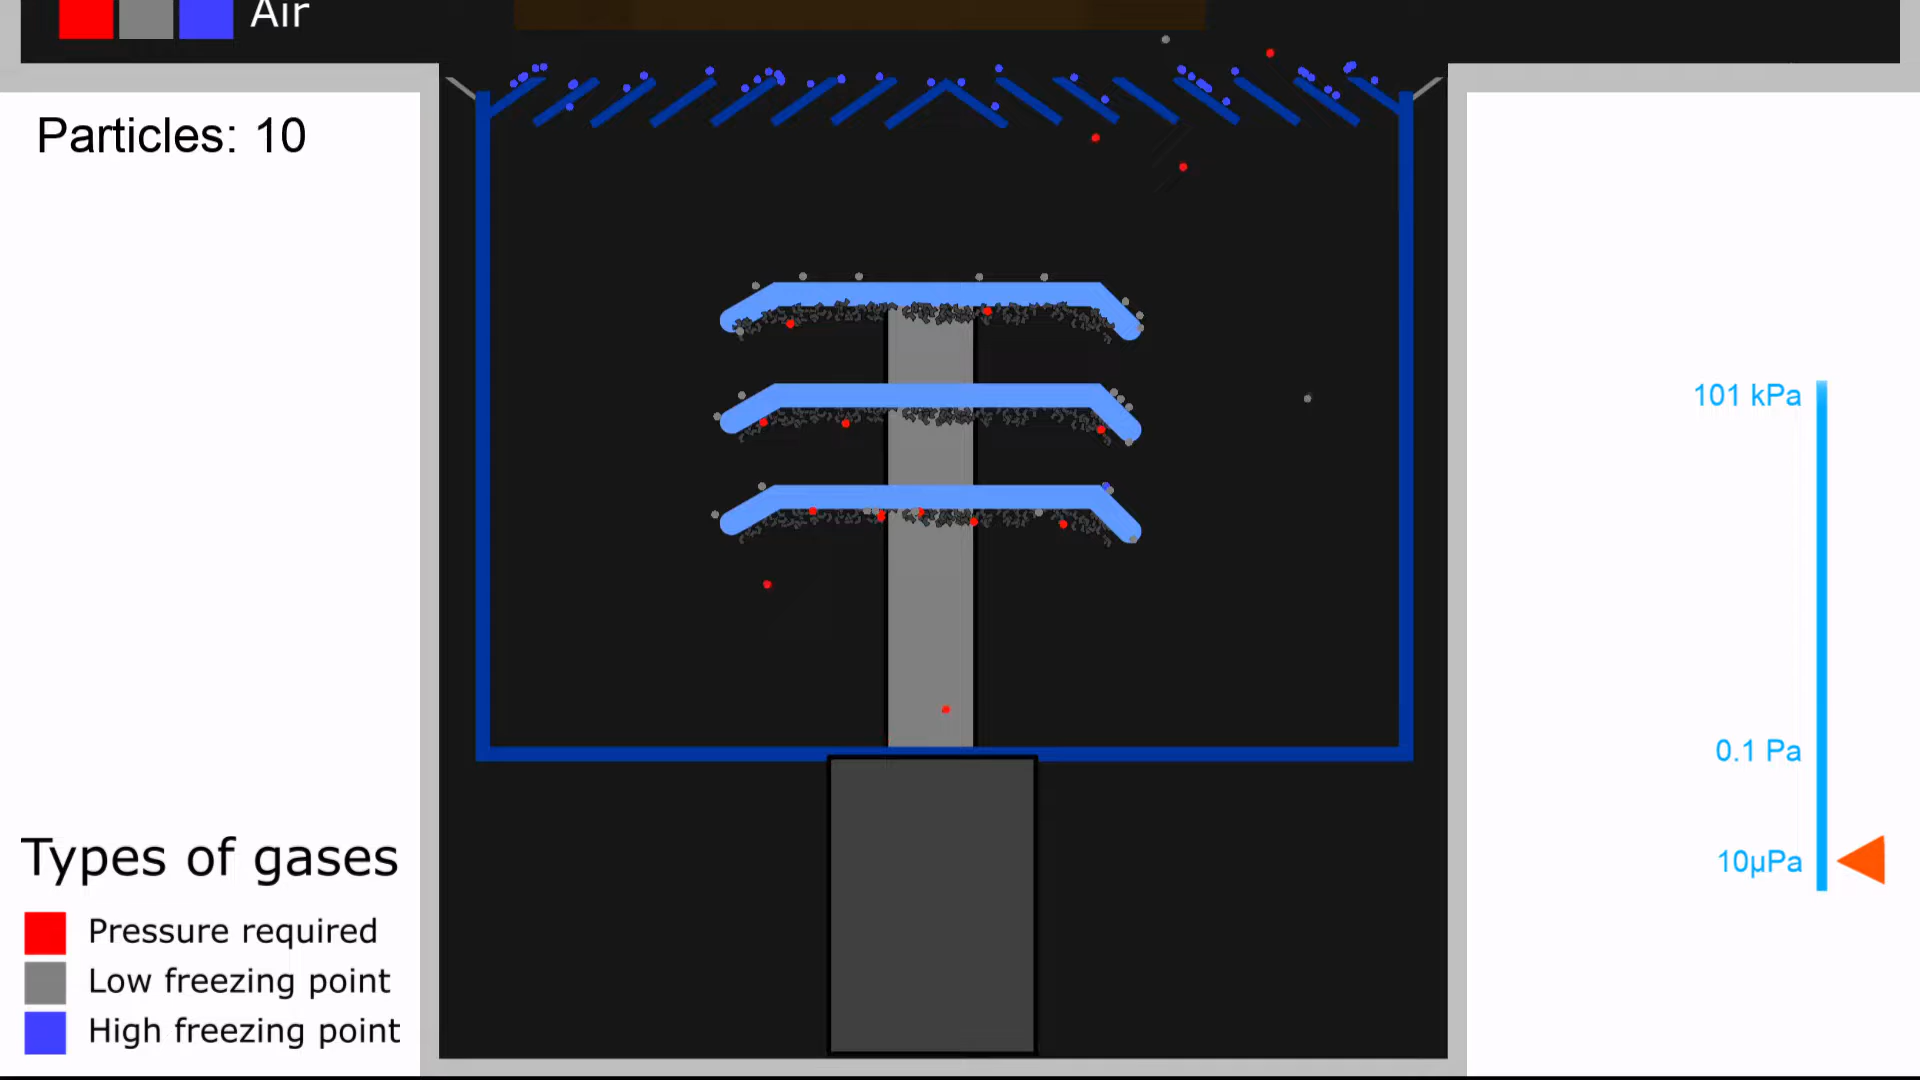 Air
Particles: 10
101 kPa
0.1 Pa
10µPa
Types of gases
Pressure required
Low freezing point
High freezing point